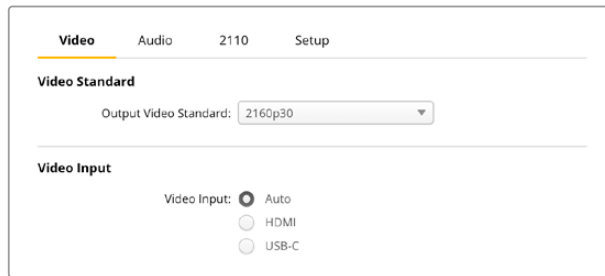 Video Audio 2110 Setup
Video Standard
Output Video Standard: 2160p30
Video Input
Video Input: Auto
HDMI
USB-C